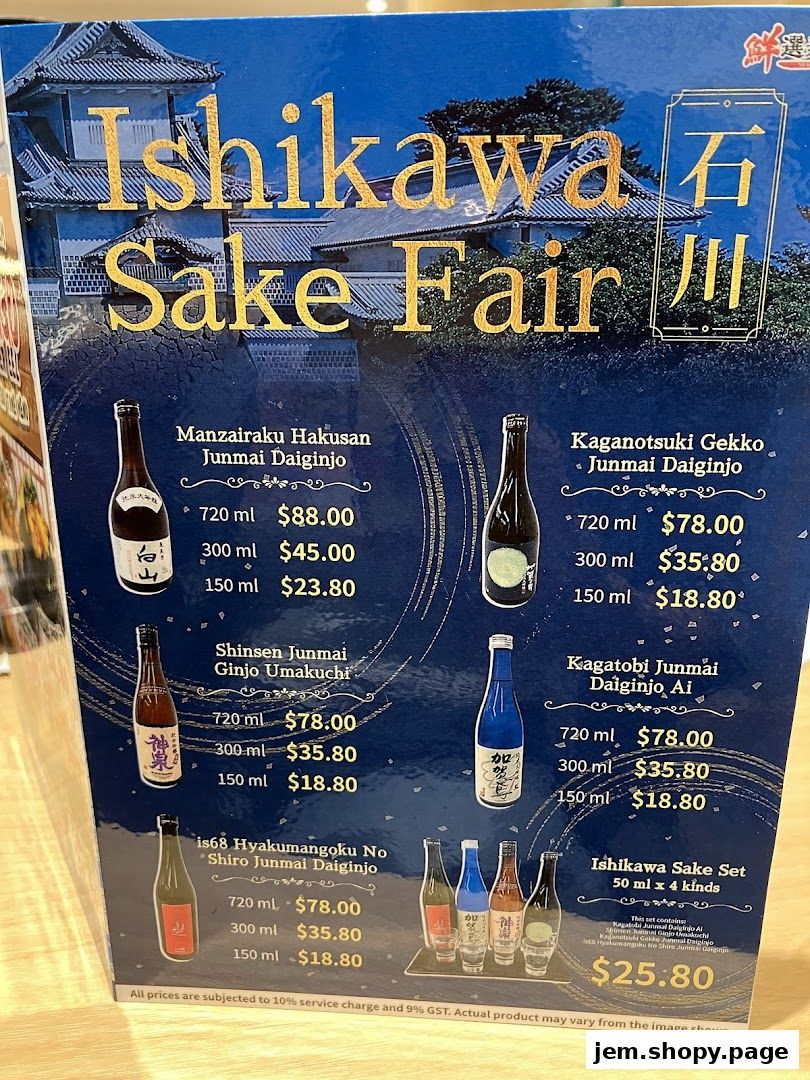 鮮選
Ishikawa
Sake Fair
石川
Manzairaku Hakusan
Junmai Daiginjo
720 ml $88.00
300 ml $45.00
150 ml $23.80
白山
Kaganotsuki Gekko
Junmai Daiginjo
720 ml $78.00
300 ml $35.80
150 ml $18.80
Shinsen Junmai
Ginjo Umakuchi
720 ml $78.00
300 ml $35.80
150 ml $18.80
神泉
Kagatobi Junmai
Daiginjo Ai
720 ml $78.00
300 ml $35.80
150 ml $18.80
加賀鳶
is68 Hyakumangoku No
Shiro Junmai Daiginjo
720 ml $78.00
300 ml $35.80
150 ml $18.80
Ishikawa Sake Set
50 ml x 4 kinds
This set contains:
Kagatobi Junmai Daiginjo Ai
Shinsen Junmai Ginjo Umakuchi
Kaganotsuki Gekko Junmai Daiginjo
is68 Hyakumangoku No Shiro Junmai Daiginjo
$25.80
All prices are subjected to 10% service charge and 9% GST. Actual product may vary from the image
jem.shopy.page